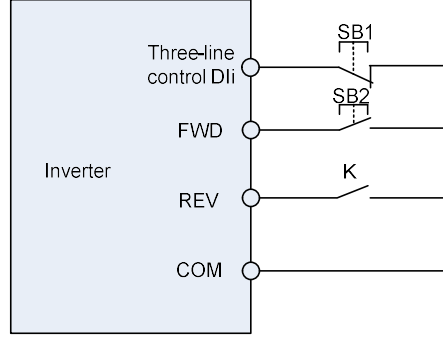 SB1
Three-line
control DIi
SB2
FWD
Inverter
K
REV
COM